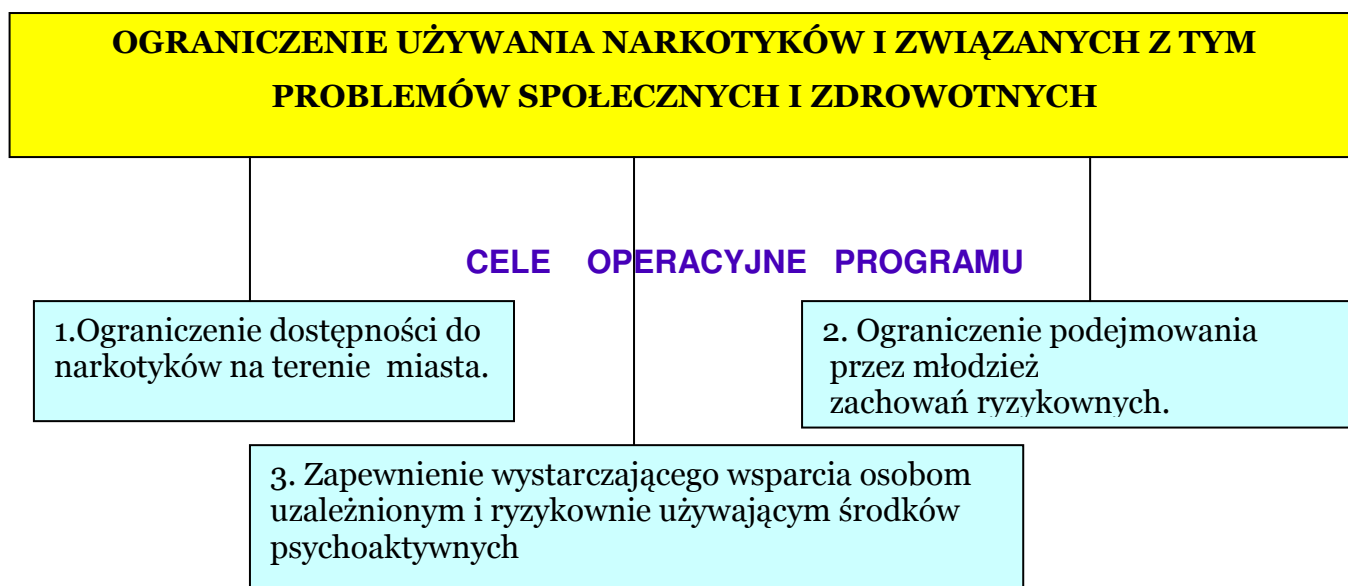 OGRANICZENIE UŻYWANIA NARKOTYKÓW I ZWIĄZANYCH Z TYM
PROBLEMÓW SPOŁECZNYCH I ZDROWOTNYCH
CELE OPERACYJNE PROGRAMU
1.Ograniczenie dostępności do
narkotyków na terenie miasta.
2. Ograniczenie podejmowania
przez młodzież
zachowań ryzykownych.
3. Zapewnienie wystarczającego wsparcia osobom
uzależnionym i ryzykownie używającym środków
psychoaktywnych